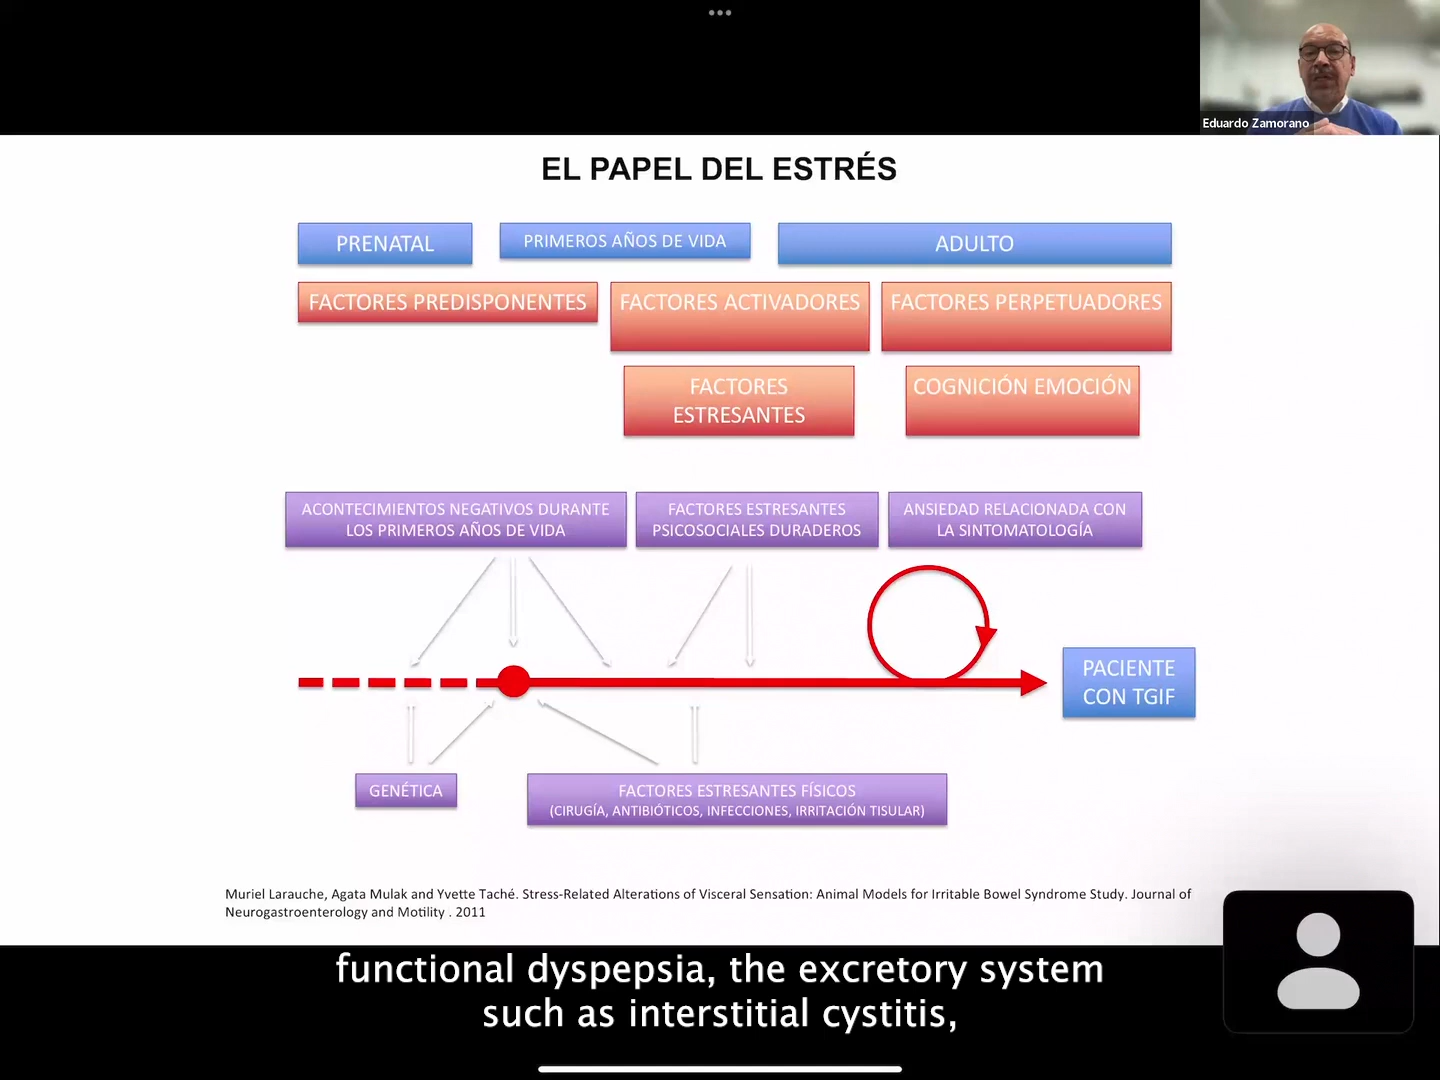 Eduardo Zamorano
EL PAPEL DEL ESTRÉS
PRENATAL
PRIMEROS AÑOS DE VIDA
ADULTO
FACTORES PREDISPONENTES
FACTORES ACTIVADORES
FACTORES PERPETUADORES
FACTORES
ESTRESANTES
COGNICIÓN EMOCIÓN
ACONTECIMIENTOS NEGATIVOS DURANTE
LOS PRIMEROS AÑOS DE VIDA
FACTORES ESTRESANTES
PSICOSOCIALES DURADEROS
ANSIEDAD RELACIONADA CON
LA SINTOMATOLOGÍA
PACIENTE
CON TGIF
GENÉTICA
FACTORES ESTRESANTES FÍSICOS
(CIRUGÍA, ANTIBIÓTICOS, INFECCIONES, IRRITACIÓN TISULAR)
Muriel Larauche, Agata Mulak and Yvette Taché. Stress-Related Alterations of Visceral Sensation: Animal Models for Irritable Bowel Syndrome Study. Journal of
Neurogastroenterology and Motility . 2011
functional dyspepsia, the excretory system
such as interstitial cystitis,